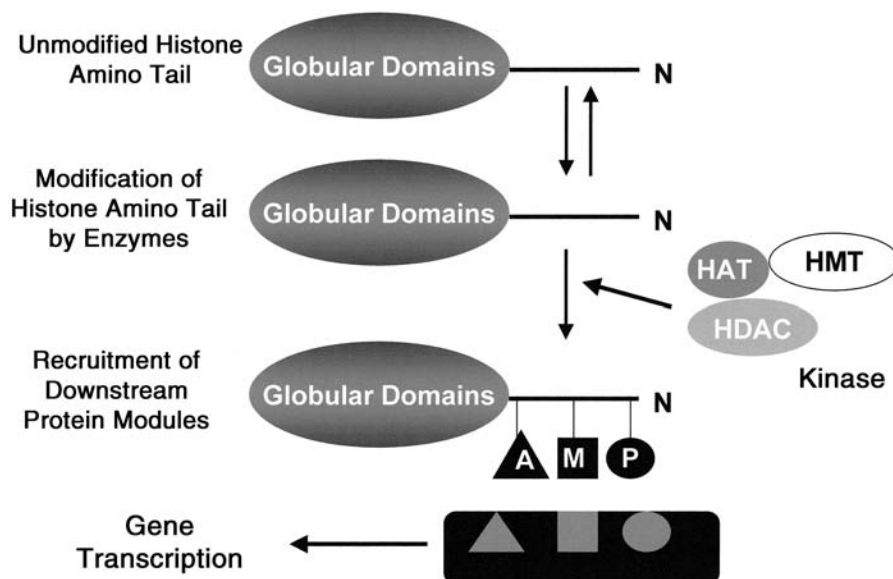 Unmodified Histone
Amino Tail
Globular Domains
N
Modification of
Histone Amino Tail
by Enzymes
Globular Domains
N
HAT
HMT
HDAC
Kinase
Recruitment of
Downstream
Protein Modules
Globular Domains
N
A
M
P
Gene
Transcription